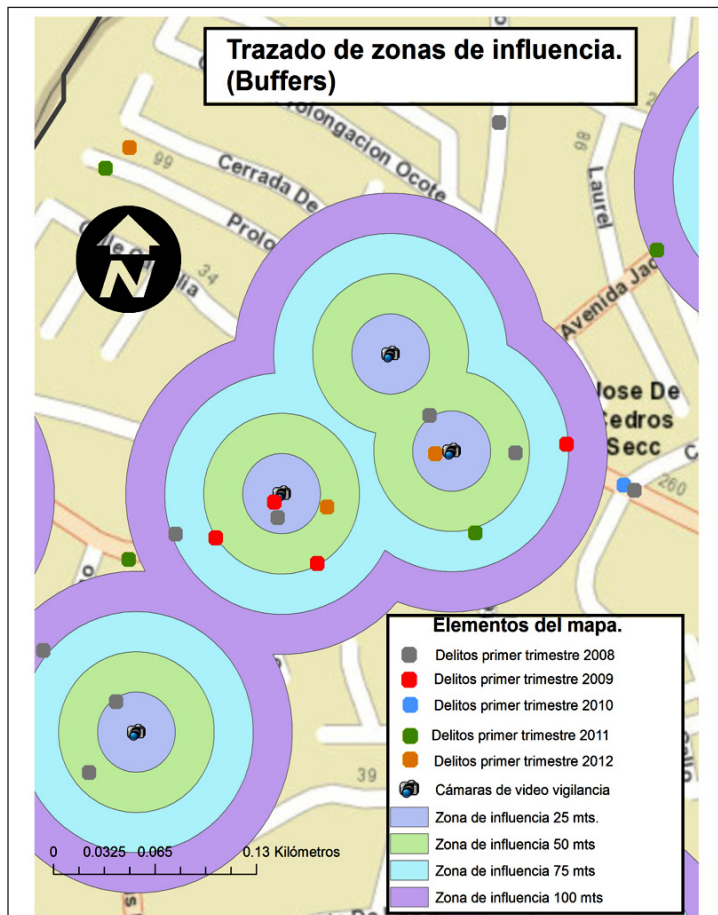 Trazado de zonas de influencia.
(Buffers)
Prolongacion Ocote
Cerrada De
99
Prolo
34
N
98
Laurel
Avenida Jac
Jose De
Cedros
Secc
260
39
Elementos del mapa.
Delitos primer trimestre 2008
Delitos primer trimestre 2009
Delitos primer trimestre 2010
Delitos primer trimestre 2011
Delitos primer trimestre 2012
Cámaras de video vigilancia
Zona de influencia 25 mts.
Zona de influencia 50 mts
Zona de influencia 75 mts
Zona de influencia 100 mts
0 0.0325 0.065 0.13 Kilómetros